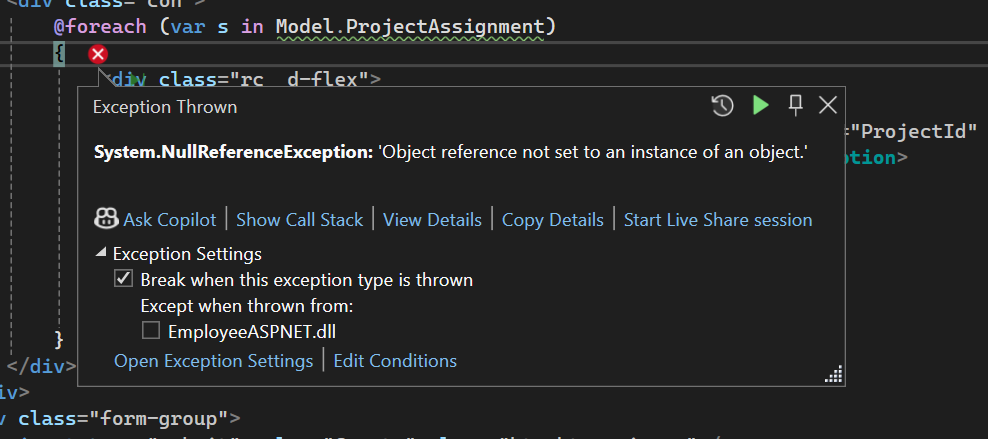 <div class="con">
@foreach (var s in Model.ProjectAssignment)
{
<div class="rc d-flex">
Exception Thrown
="ProjectId"
System.NullReferenceException: 'Object reference not set to an instance of an object.'
tion>
Ask Copilot | Show Call Stack | View Details | Copy Details | Start Live Share session
Exception Settings
Break when this exception type is thrown
Except when thrown from:
EmployeeASPNET.dll
}
Open Exception Settings | Edit Conditions
</div>
iv>
class="form-group">